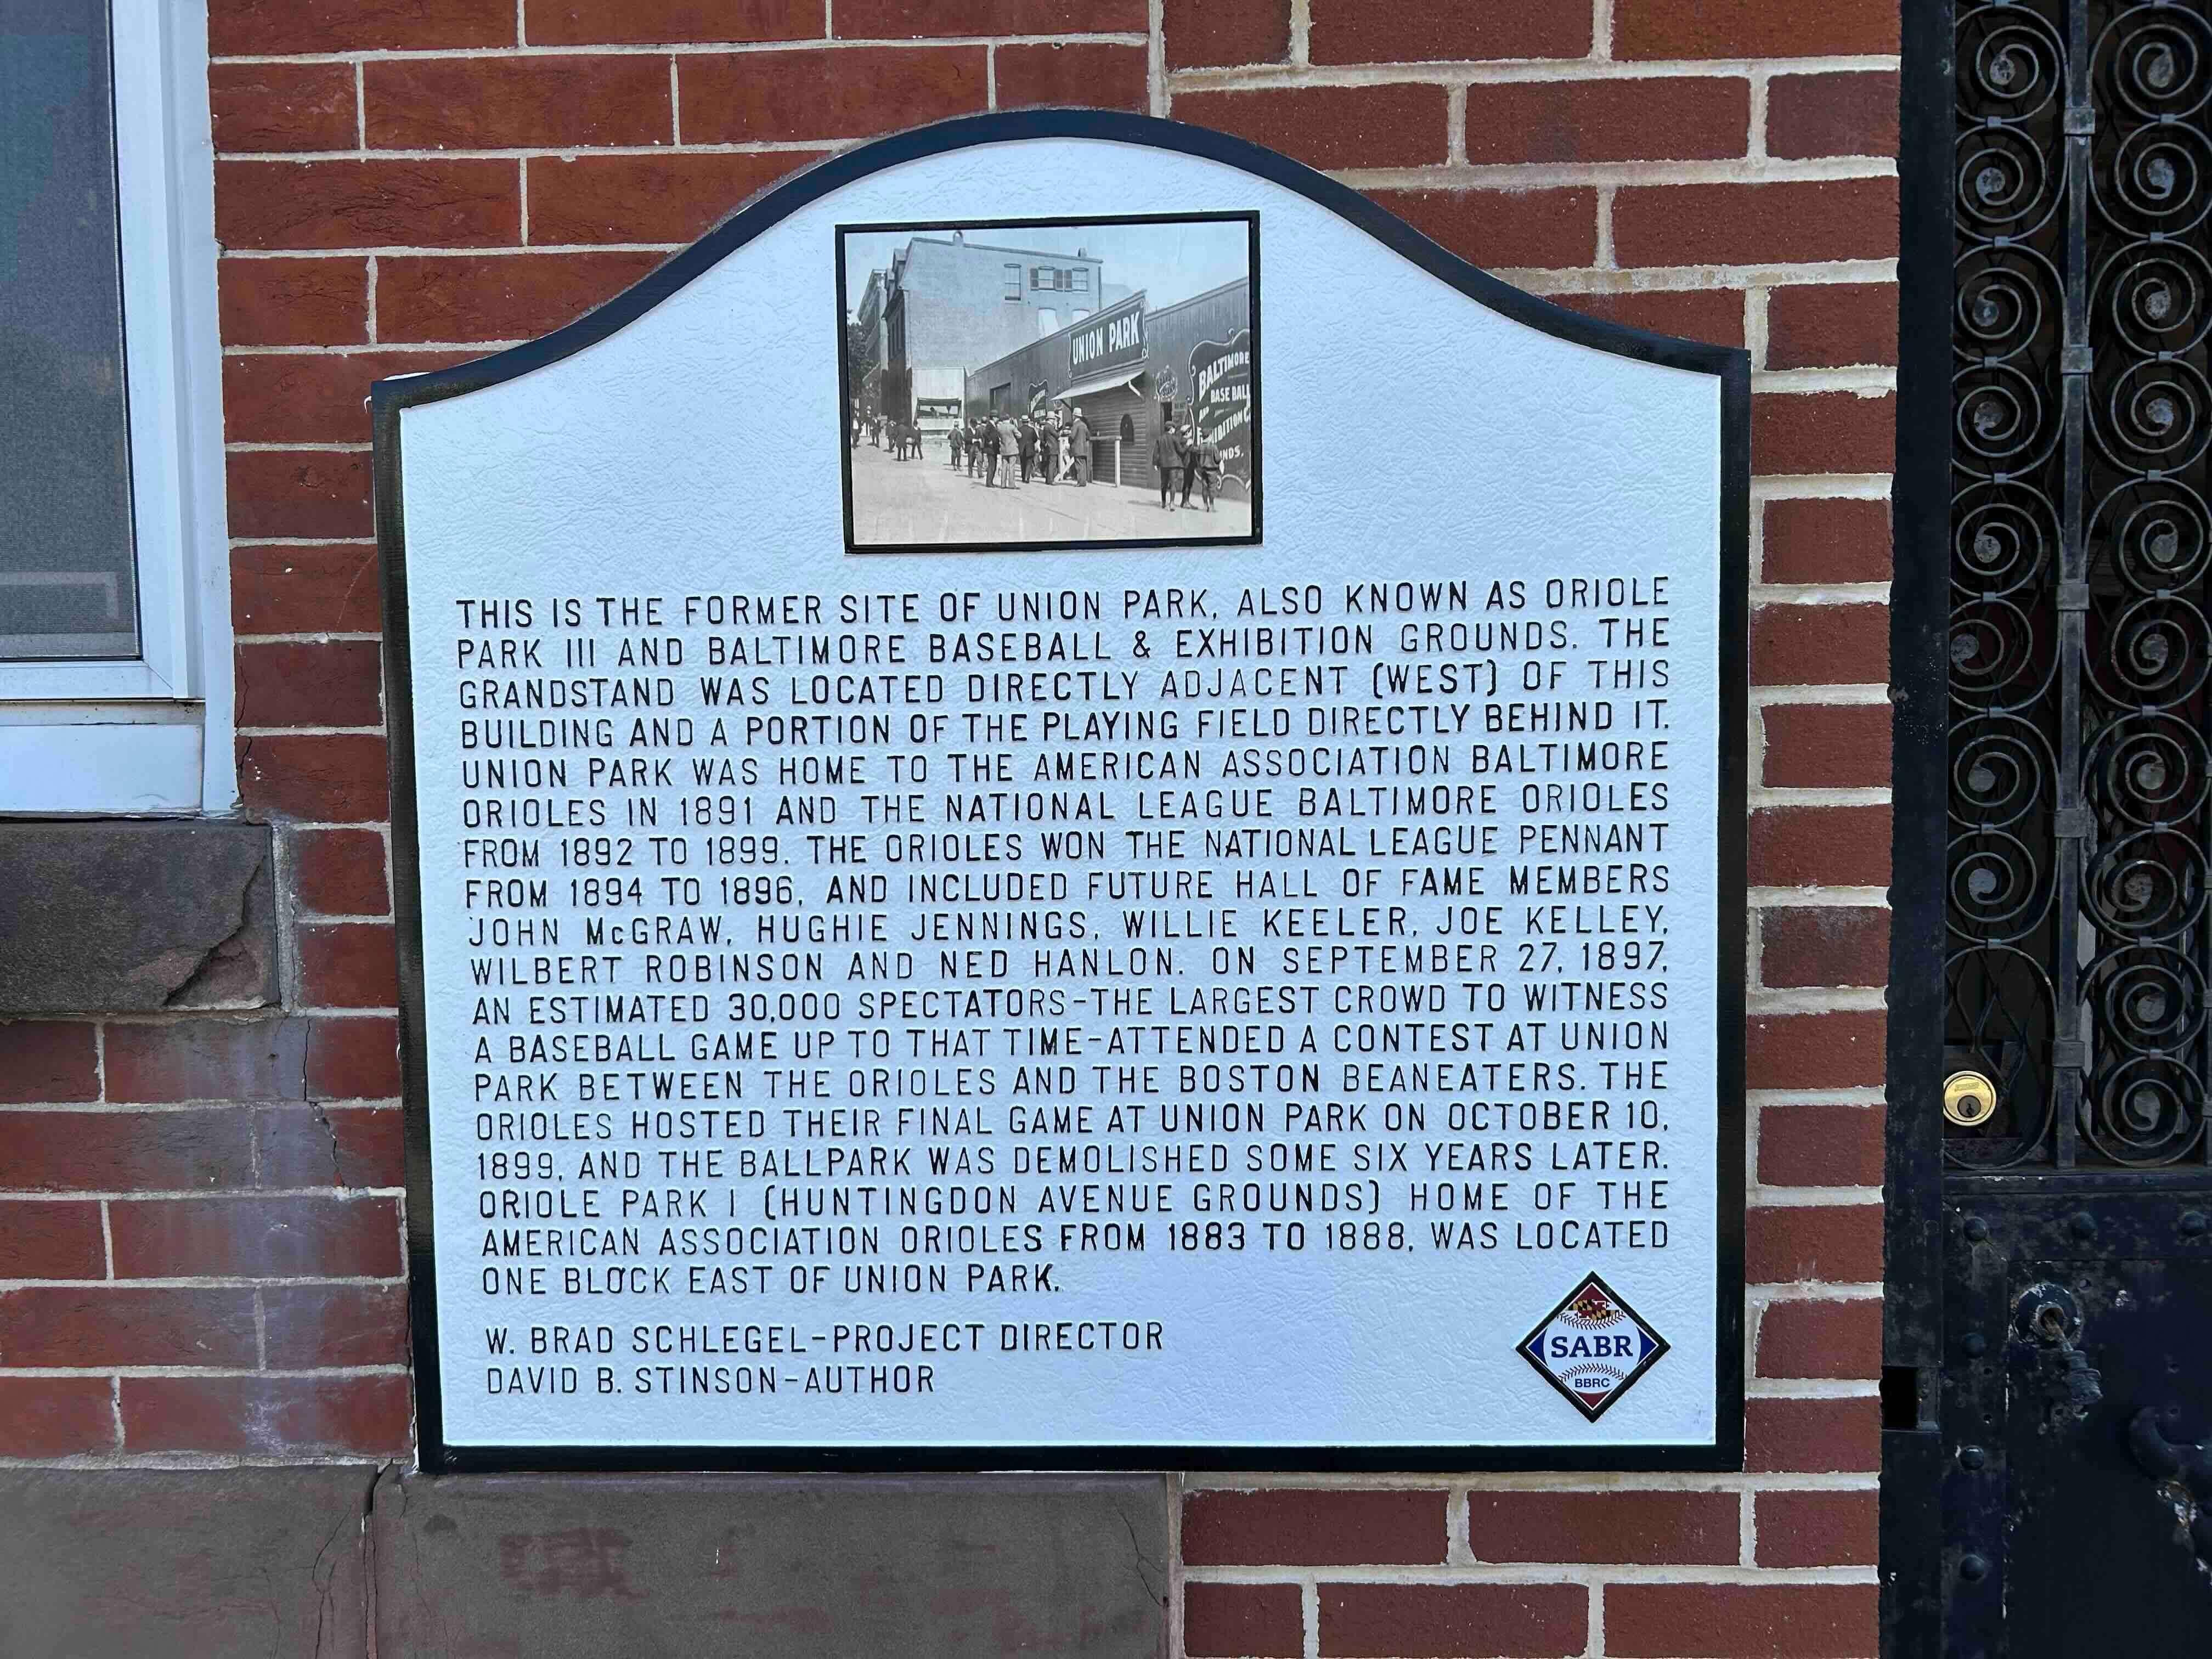 UNION PARK
BALTIMORE
BASE BALL
THIS IS THE FORMER SITE OF UNION PARK, ALSO KNOWN AS ORIOLE
PARK III AND BALTIMORE BASEBALL & EXHIBITION GROUNDS. THE
GRANDSTAND WAS LOCATED DIRECTLY ADJACENT (WEST) OF THIS
BUILDING AND A PORTION OF THE PLAYING FIELD DIRECTLY BEHIND IT.
UNION PARK WAS HOME TO THE AMERICAN ASSOCIATION BALTIMORE
ORIOLES IN 1891 AND THE NATIONAL LEAGUE BALTIMORE ORIOLES
FROM 1892 TO 1899. THE ORIOLES WON THE NATIONAL LEAGUE PENNANT
FROM 1894 TO 1896, AND INCLUDED FUTURE HALL OF FAME MEMBERS
JOHN McGRAW, HUGHIE JENNINGS, WILLIE KEELER, JOE KELLEY,
WILBERT ROBINSON AND NED HANLON. ON SEPTEMBER 27, 1897,
AN ESTIMATED 30,000 SPECTATORS-THE LARGEST CROWD TO WITNESS
A BASEBALL GAME UP TO THAT TIME-ATTENDED A CONTEST AT UNION
PARK BETWEEN THE ORIOLES AND THE BOSTON BEANEATERS. THE
ORIOLES HOSTED THEIR FINAL GAME AT UNION PARK ON OCTOBER 10,
1899, AND THE BALLPARK WAS DEMOLISHED SOME SIX YEARS LATER.
ORIOLE PARK I (HUNTINGDON AVENUE GROUNDS) HOME OF THE
AMERICAN ASSOCIATION ORIOLES FROM 1883 TO 1888, WAS LOCATED
ONE BLOCK EAST OF UNION PARK.
W. BRAD SCHLEGEL-PROJECT DIRECTOR
DAVID B. STINSON-AUTHOR
SABR
BBRC